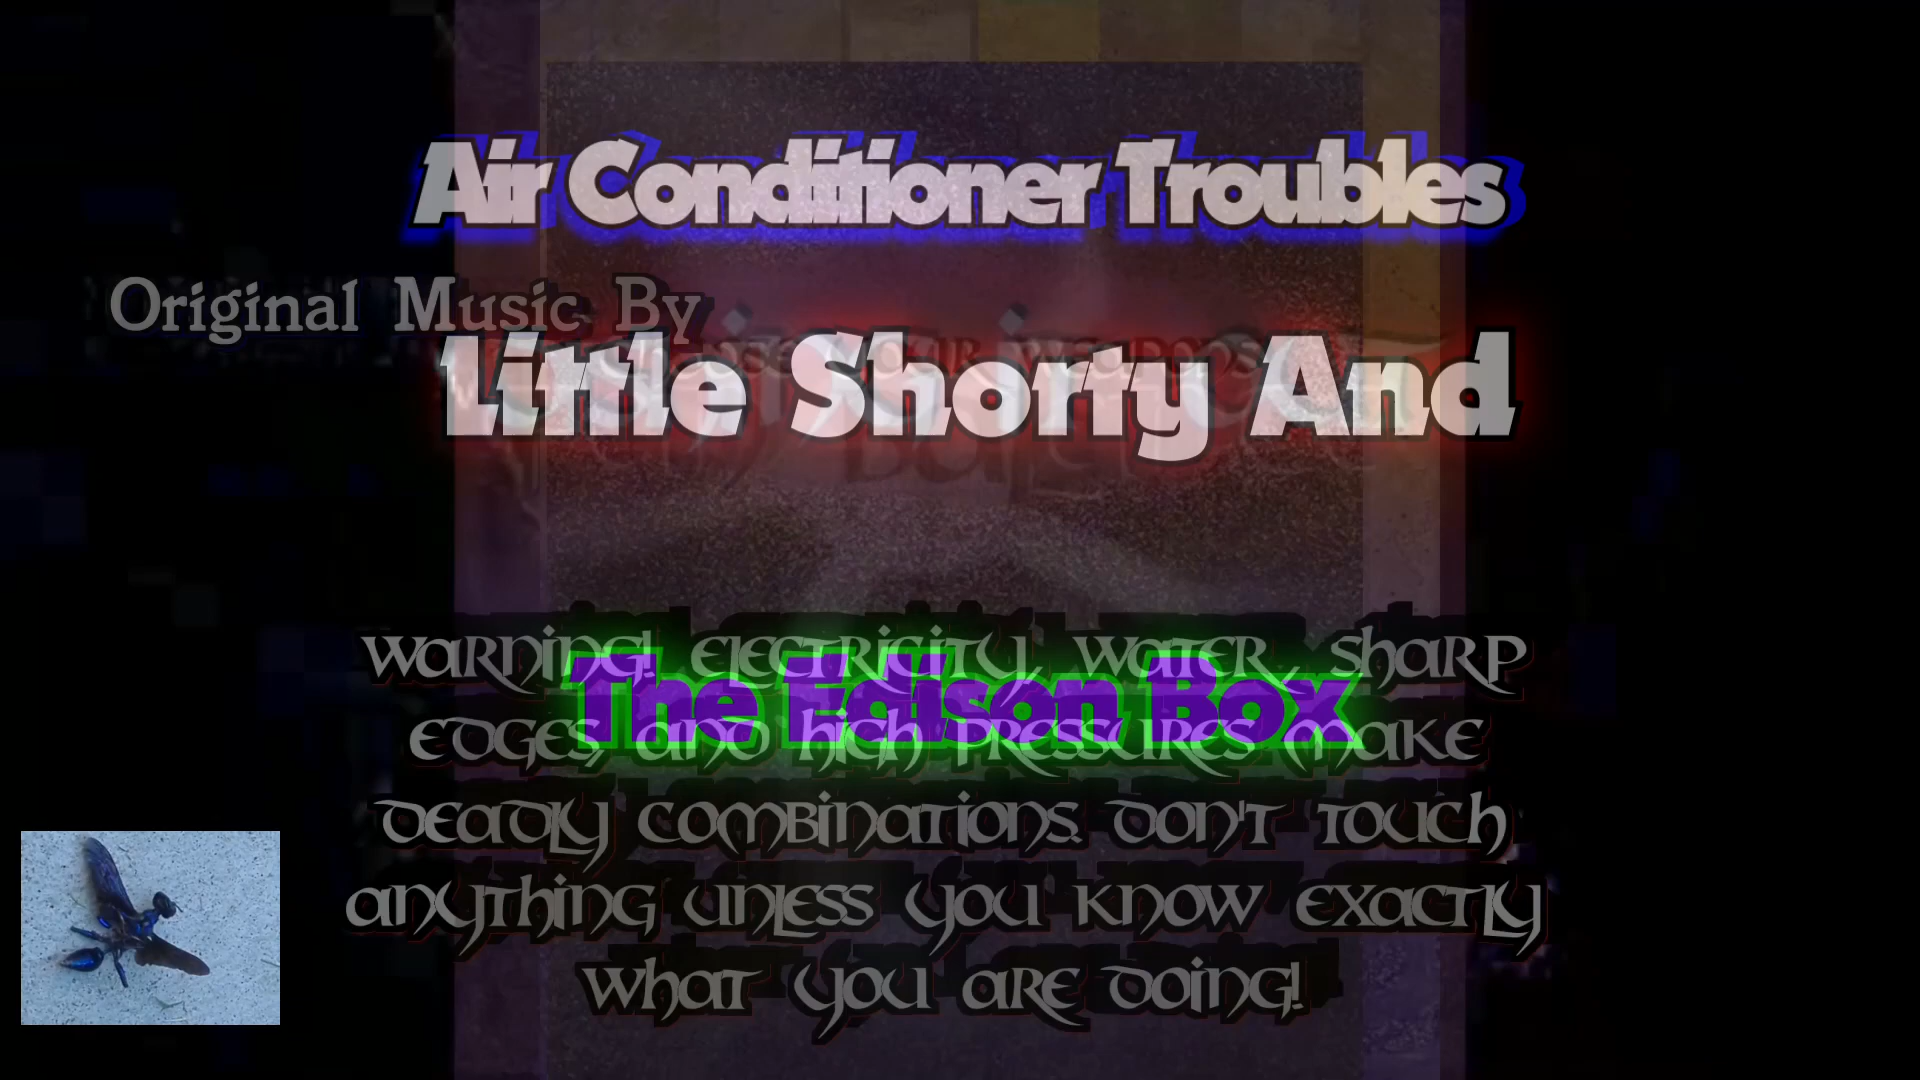 Air Conditioner Troubles
Original Music By
Little Shorty And
The Edison Box
Warning! Electricity, water, sharp
edges and high pressures make
deadly combinations. Don't touch
anything unless you know exactly
what you are doing!